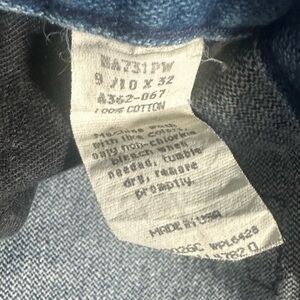 9/10 X 32
4362-067
100% COTTON
Machine wash
with like colors,
only non-chlorine
bleach when
needed, tumble
dry, remove
promptly.
MADE IN USA
WPL6428